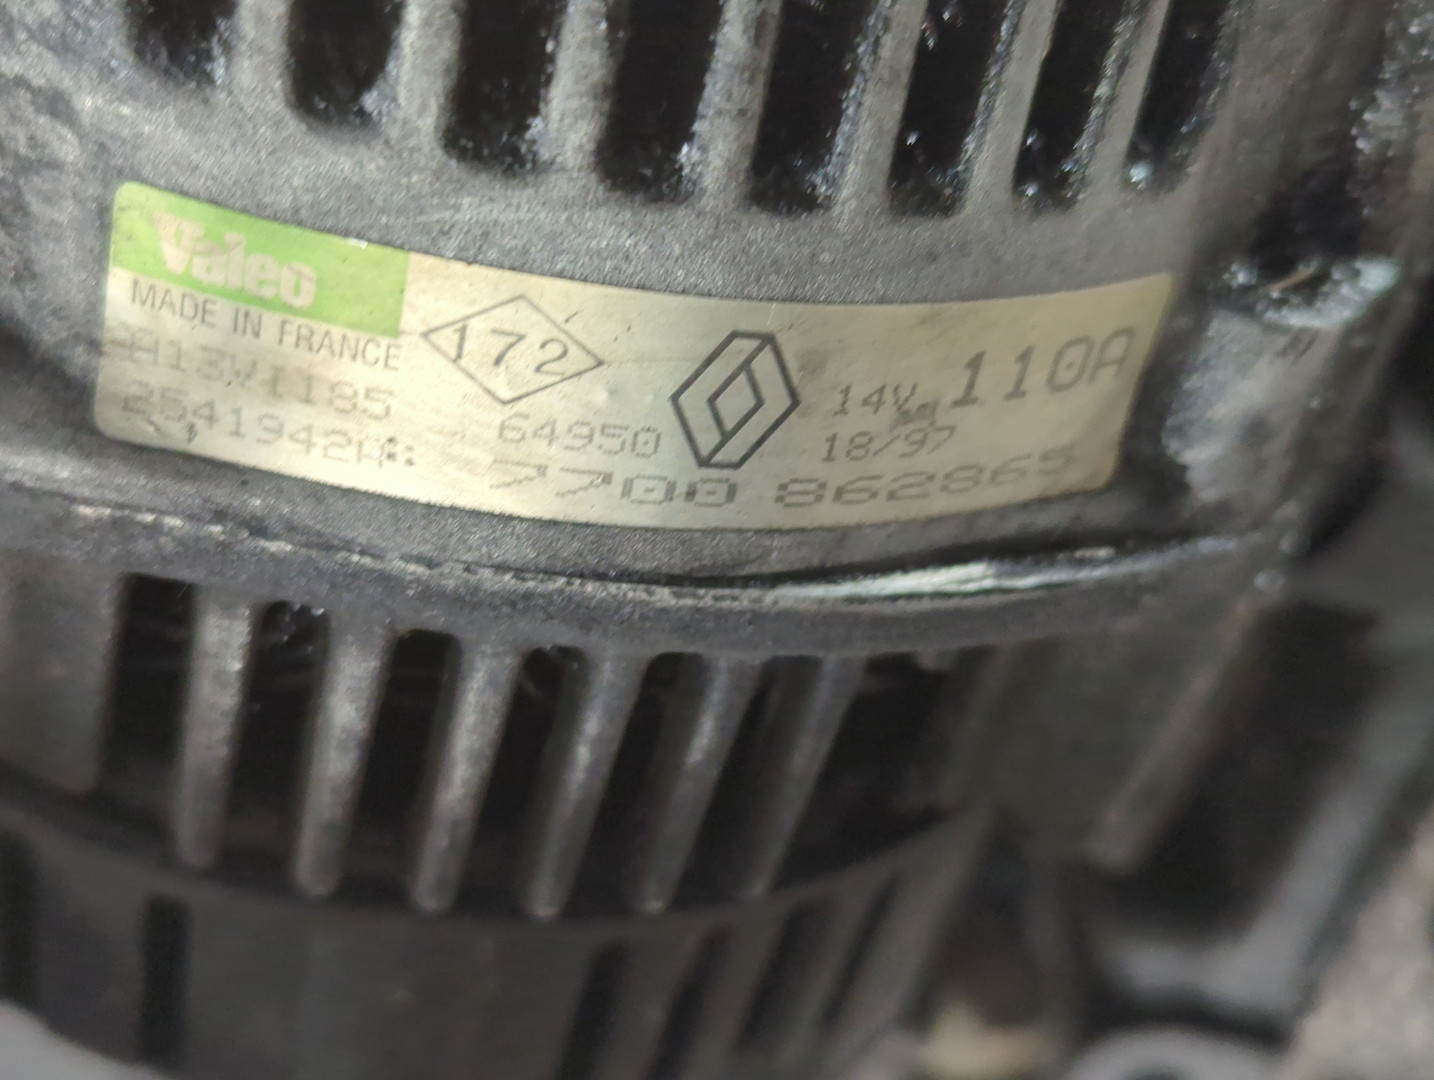 Valeo
MADE IN FRANCE
172
14V 110A
64950
18/97
7700 862865